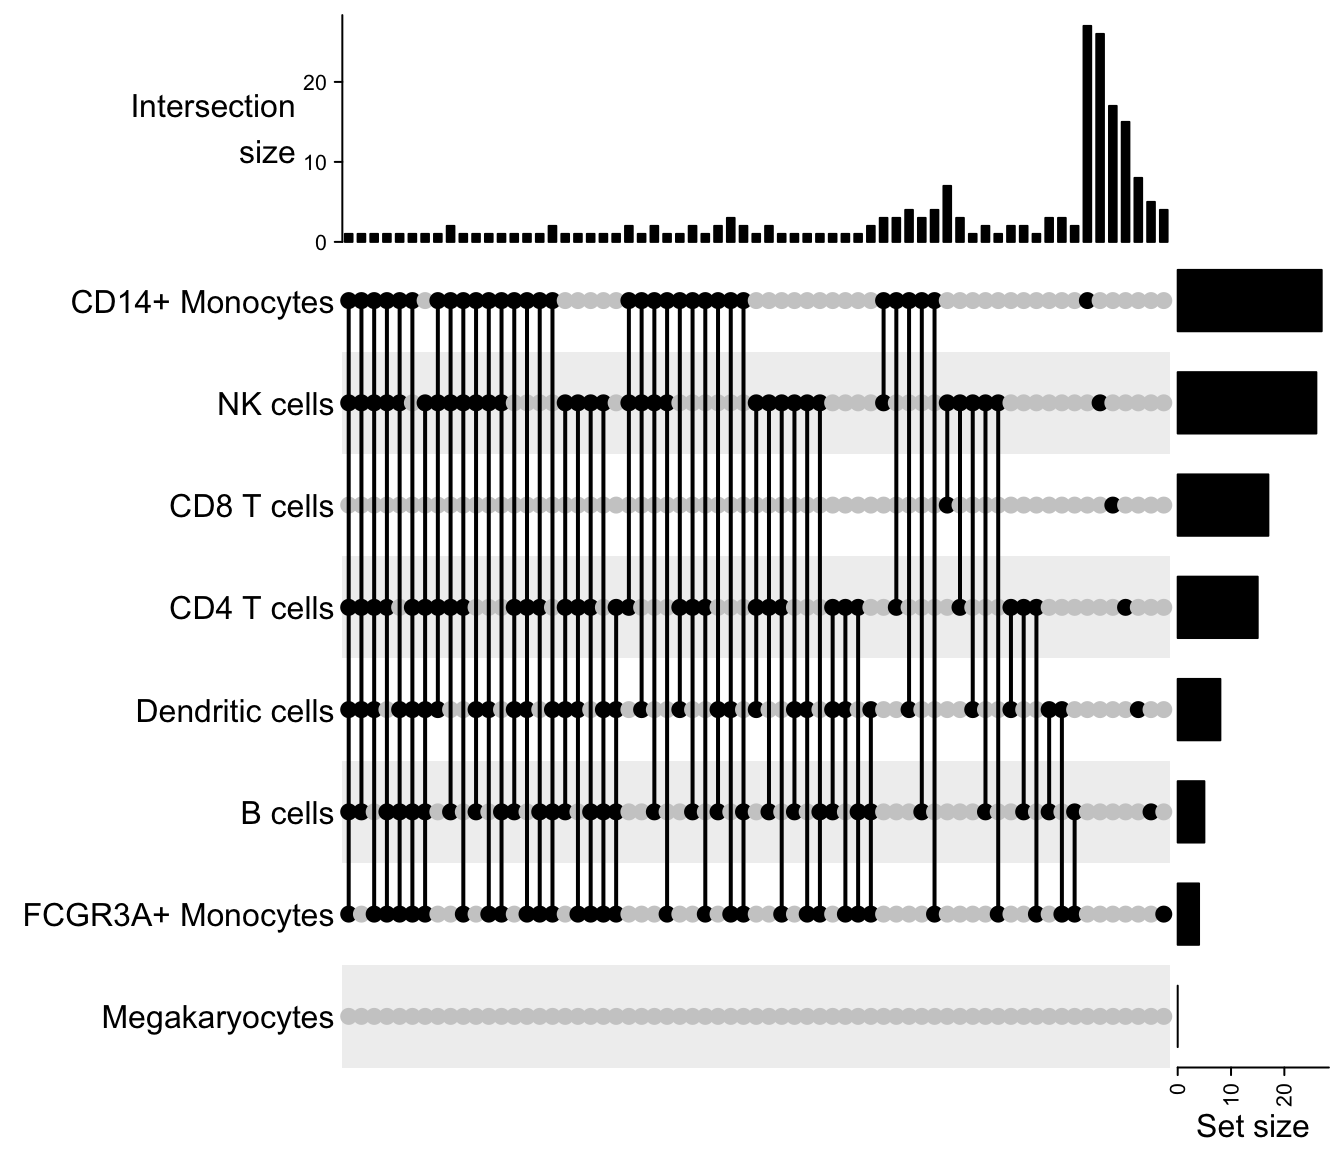 20
Intersection
size
10
0
CD14+ Monocytes
NK cells
CD8 T cells
CD4 T cells
Dendritic cells
B cells
FCGR3A+ Monocytes
Megakaryocytes
0 10 20
Set size